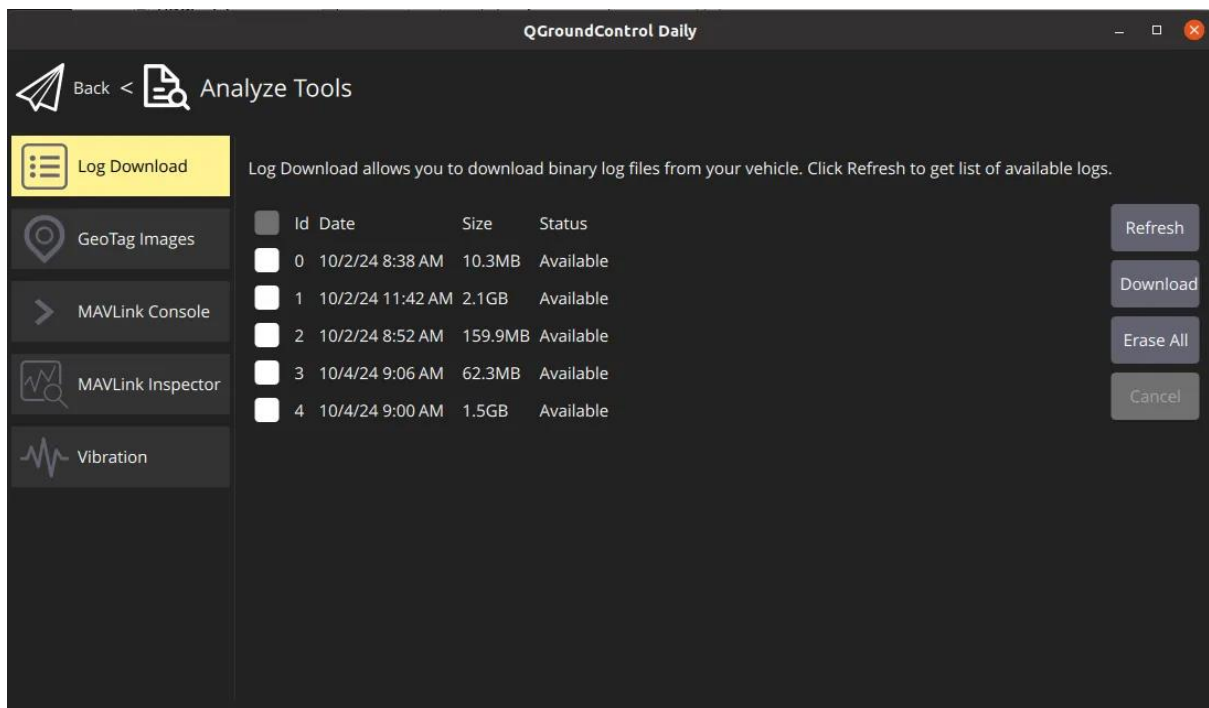 QGroundControl Daily
Back < Analyze Tools
Log Download
GeoTag Images
MAVLink Console
MAVLink Inspector
Vibration
Log Download allows you to download binary log files from your vehicle. Click Refresh to get list of available logs.
Id Date Size Status
0 10/2/24 8:38 AM 10.3MB Available
1 10/2/24 11:42 AM 2.1GB Available
2 10/2/24 8:52 AM 159.9MB Available
3 10/4/24 9:06 AM 62.3MB Available
4 10/4/24 9:00 AM 1.5GB Available
Refresh
Download
Erase All
Cancel